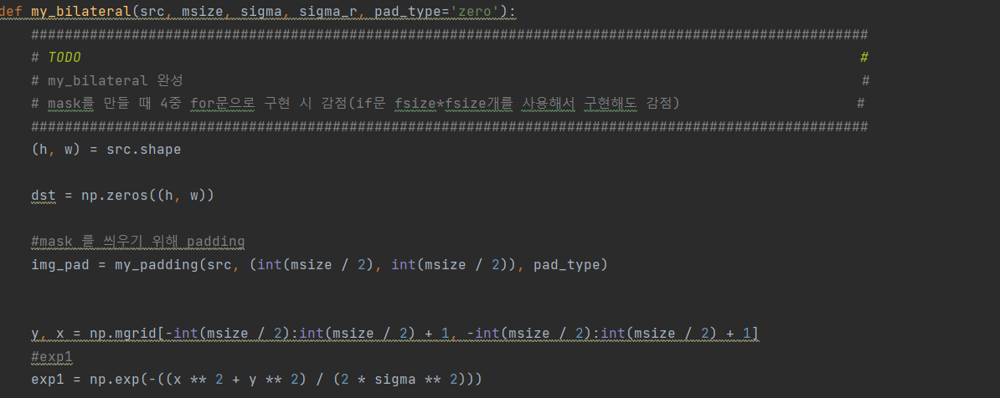 def my_bilateral(src, msize, sigma, sigma_r, pad_type='zero'):
####################################################################################################
# TODO #
# my_bilateral 완성 #
# mask를 만들 때 4중 for문으로 구현 시 감점(if문 fsize*fsize개를 사용해서 구현해도 감점) #
####################################################################################################
(h, w) = src.shape
dst = np.zeros((h, w))
#mask 를 씌우기 위해 padding
img_pad = my_padding(src, (int(msize / 2), int(msize / 2)), pad_type)
y, x = np.mgrid[-int(msize / 2):int(msize / 2) + 1, -int(msize / 2):int(msize / 2) + 1]
#exp1
exp1 = np.exp(-((x ** 2 + y ** 2) / (2 * sigma ** 2)))